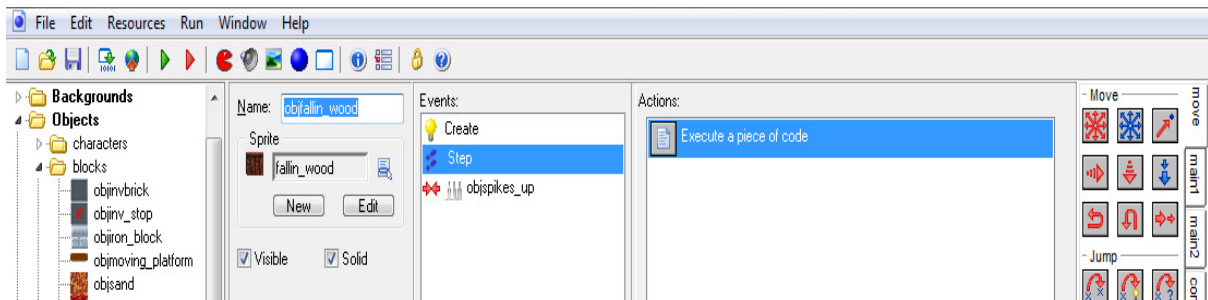 File Edit Resources Run Window Help
Backgrounds
Objects
characters
blocks
objinvbrick
objinv_stop
objiron_block
objmoving_platform
objsand
Name: objfallin_wood
Sprite
fallin_wood
New Edit
Visible Solid
Events:
Create
Step
objspikes_up
Actions:
Execute a piece of code
Move
Jump
move
main1
main2